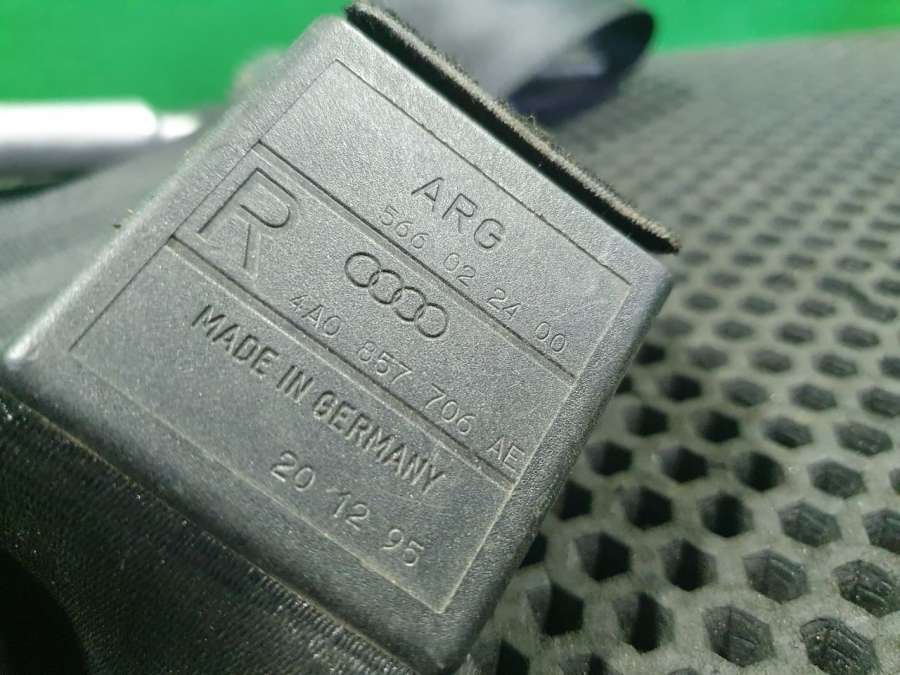 ARG
566 02 24 00
R
4A0 857 706 AE
MADE IN GERMANY
20 12 95